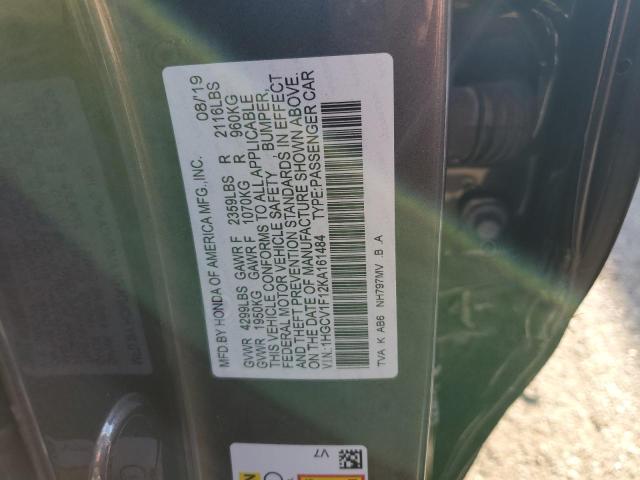 MFD.BY HONDA OF AMERICA MFG.,INC. 08/'19
GVWR 4299LBS GAWR F 2359LBS R 2116LBS
GVWR 1950KG GAWR F 1070KG R 960KG
THIS VEHICLE CONFORMS TO ALL APPLICABLE
FEDERAL MOTOR VEHICLE SAFETY , BUMPER,
AND THEFT PREVENTION STANDARDS IN EFFECT
ON THE DATE OF MANUFACTURE SHOWN ABOVE.
V.I.N.:1HGCV1F12KA161484 TYPE:PASSENGER CAR
TVA K AB6 NH797MV .B .A
V7